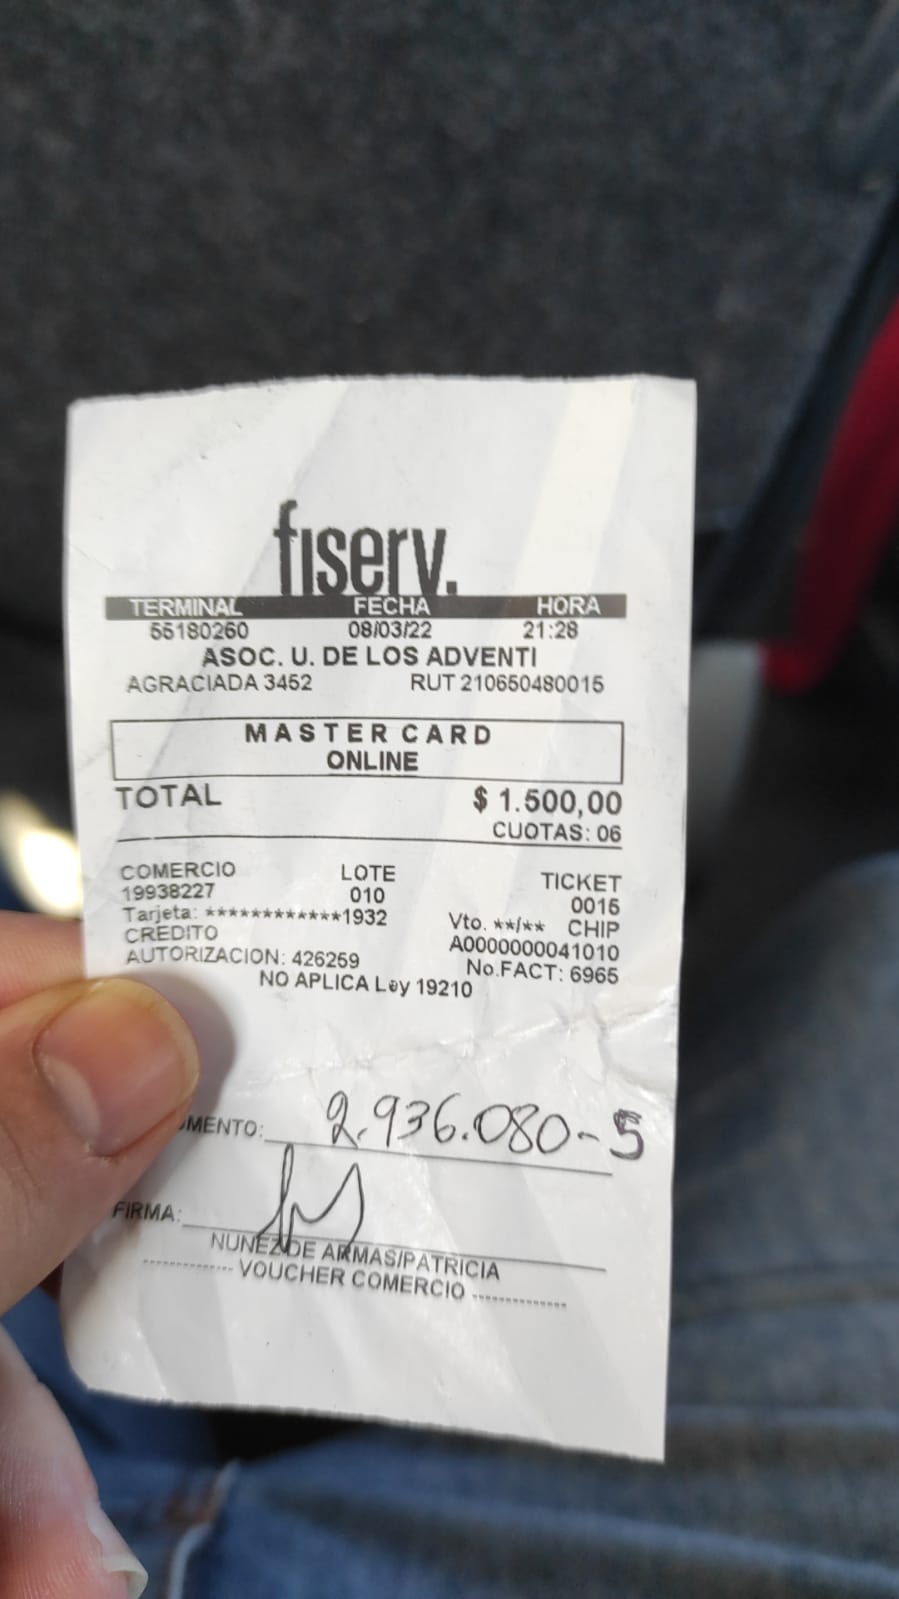 fiserv.
TERMINAL FECHA HORA
55180260 08/03/22 21:28
ASOC. U. DE LOS ADVENTI
AGRACIADA 3452 RUT 210650480015
MASTER CARD
ONLINE
TOTAL $ 1.500,00
CUOTAS: 06
COMERCIO LOTE TICKET
19938227 010 0015
Tarjeta: ************1932 Vto. **/** CHIP
CREDITO A0000000041010
AUTORIZACION: 426259 No.FACT: 6965
NO APLICA Ley 19210
UMENTO: 2.936.080-5
FIRMA:
NUNEZ DE ARMAS/PATRICIA
------------ VOUCHER COMERCIO ------------